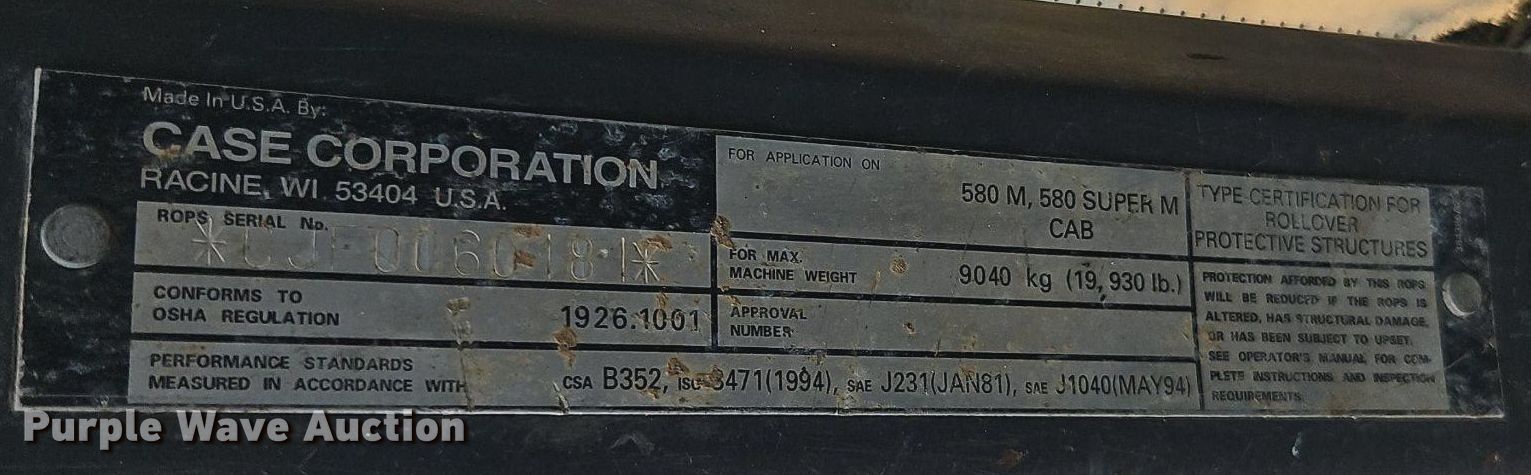 Made In U.S.A. By:
CASE CORPORATION
RACINE, WI. 53404 U.S.A.
ROPS SERIAL No.
CONFORMS TO
OSHA REGULATION 1926.1001
PERFORMANCE STANDARDS
MEASURED IN ACCORDANCE WITH CSA B352, ISO 3471(1994), SAE J231(JAN81), SAE J1040(MAY94)
FOR APPLICATION ON
580 M, 580 SUPER M
CAB
FOR MAX.
MACHINE WEIGHT 9040 kg (19, 930 lb.)
APPROVAL
NUMBER
TYPE CERTIFICATION FOR
ROLLOVER
PROTECTIVE STRUCTURES
PROTECTION AFFORDED BY THIS ROPS
WILL BE REDUCED IF THE ROPS IS
ALTERED, HAS STRUCTURAL DAMAGE,
OR HAS BEEN SUBJECT TO UPSET.
SEE OPERATOR'S MANUAL FOR COM-
PLETE INSTRUCTIONS AND INSPECTION
REQUIREMENTS.
Purple Wave Auction